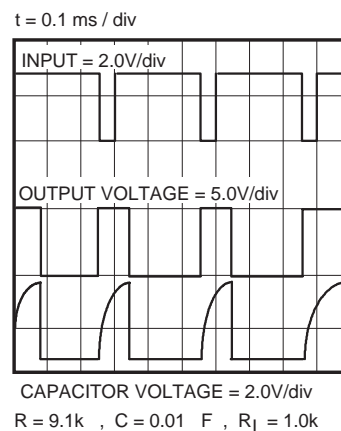 t = 0.1 ms / div
INPUT = 2.0V/div
OUTPUT VOLTAGE = 5.0V/div
CAPACITOR VOLTAGE = 2.0V/div
R = 9.1k , C = 0.01 F , RL = 1.0k